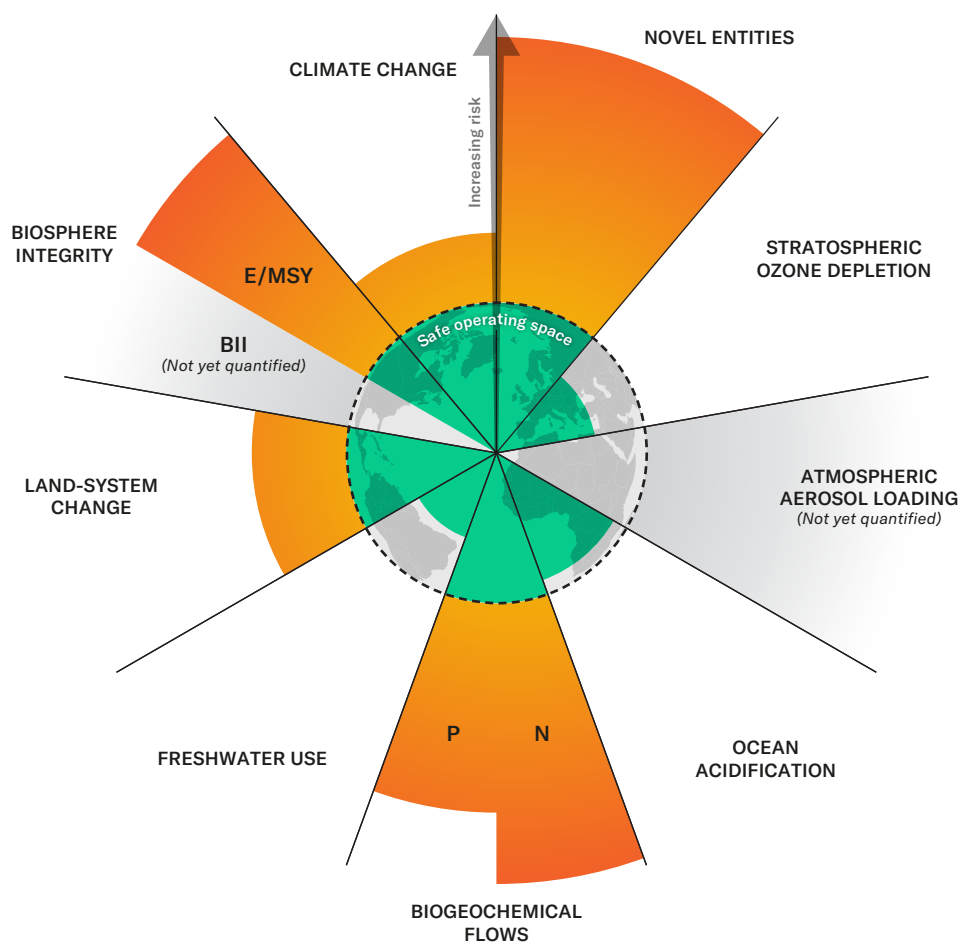 NOVEL ENTITIES
CLIMATE CHANGE
Increasing risk
BIOSPHERE
INTEGRITY
E/MSY
STRATOSPHERIC
OZONE DEPLETION
Safe operating space
BII
(Not yet quantified)
LAND-SYSTEM
CHANGE
ATMOSPHERIC
AEROSOL LOADING
(Not yet quantified)
P
N
FRESHWATER USE
OCEAN
ACIDIFICATION
BIOGEOCHEMICAL
FLOWS